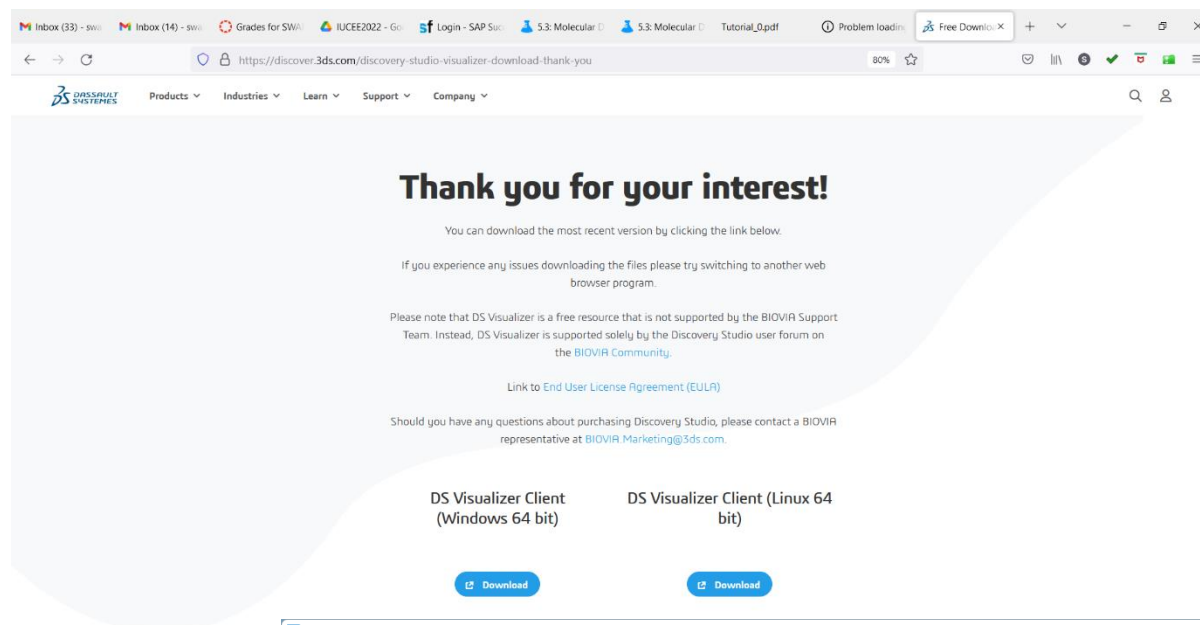 Inbox (33) - swa
Inbox (14) - swa
Grades for SWA
IUCEE2022 - Go
Login - SAP Suc
5.3: Molecular D
5.3: Molecular D
Tutorial_0.pdf
Problem loadin
Free Downloa
https://discover.3ds.com/discovery-studio-visualizer-download-thank-you
80%
DASSAULT
SYSTEMES
Products
Industries
Learn
Support
Company
Thank you for your interest!
You can download the most recent version by clicking the link below.
If you experience any issues downloading the files please try switching to another web
browser program.
Please note that DS Visualizer is a free resource that is not supported by the BIOVIA Support
Team. Instead, DS Visualizer is supported solely by the Discovery Studio user forum on
the BIOVIA Community.
Link to End User License Agreement (EULA)
Should you have any questions about purchasing Discovery Studio, please contact a BIOVIA
representative at BIOVIA Marketing@3ds.com.
DS Visualizer Client
(Windows 64 bit)
DS Visualizer Client (Linux 64
bit)
Download
Download